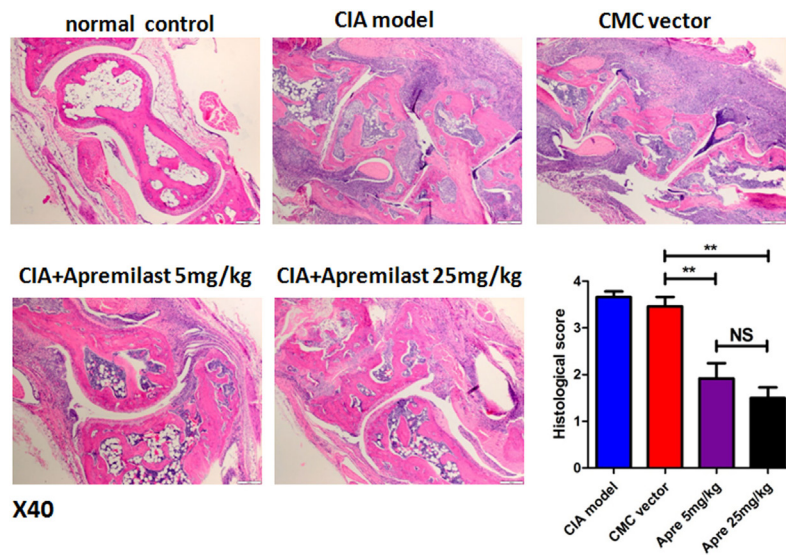 normal control
CIA model
CMC vector
CIA+Apremilast 5mg/kg
CIA+Apremilast 25mg/kg
X40
Histological score
4
3
2
1
0
**
**
NS
CIA model
CMC vector
Apre 5mg/kg
Apre 25mg/kg